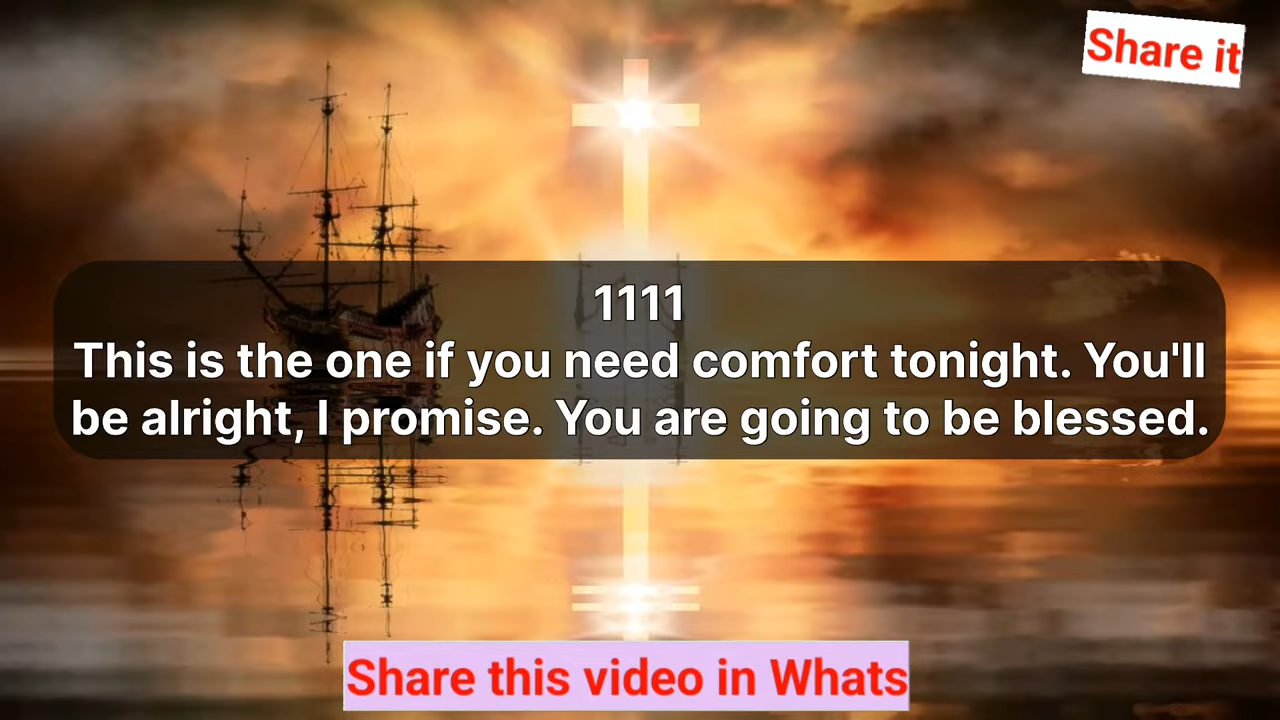 Share it
1111
This is the one if you need comfort tonight. You'll
be alright, I promise. You are going to be blessed.
Share this video in Whats